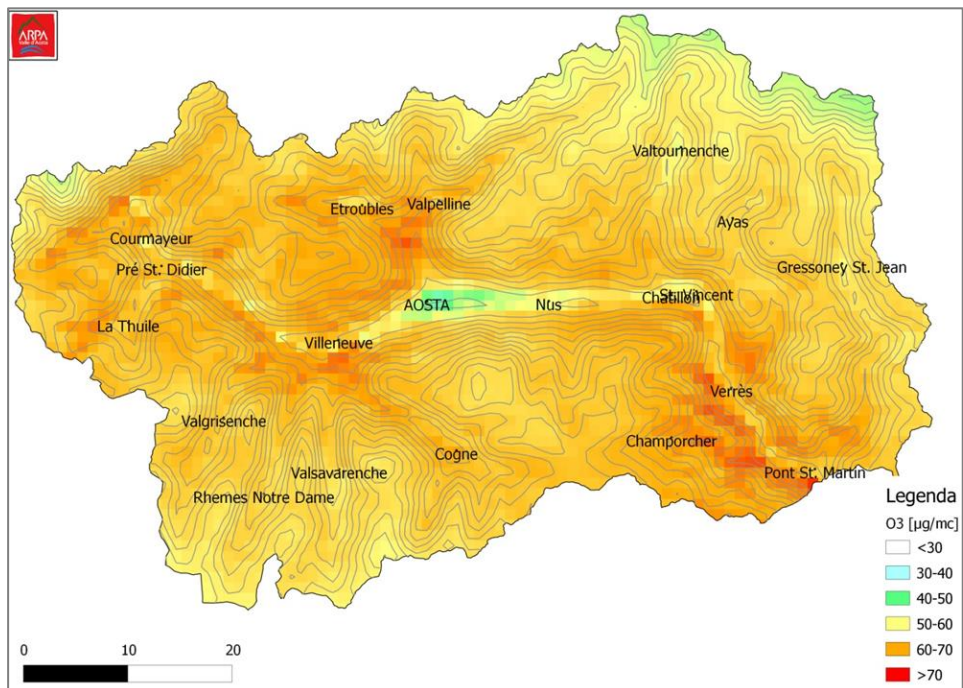 ARPA
Valle d'Aosta
Valtournenche
Etroubles
Valpelline
Ayas
Courmayeur
Pré St. Didier
Gressoney St. Jean
AOSTA
Nus
Chatillon
St. Vincent
La Thuile
Villeneuve
Verrès
Valgrisenche
Champorcher
Cogne
Valsavarenche
Pont St. Martin
Rhemes Notre Dame
Legenda
O3 [µg/mc]
<30
30-40
40-50
50-60
60-70
>70
0 10 20